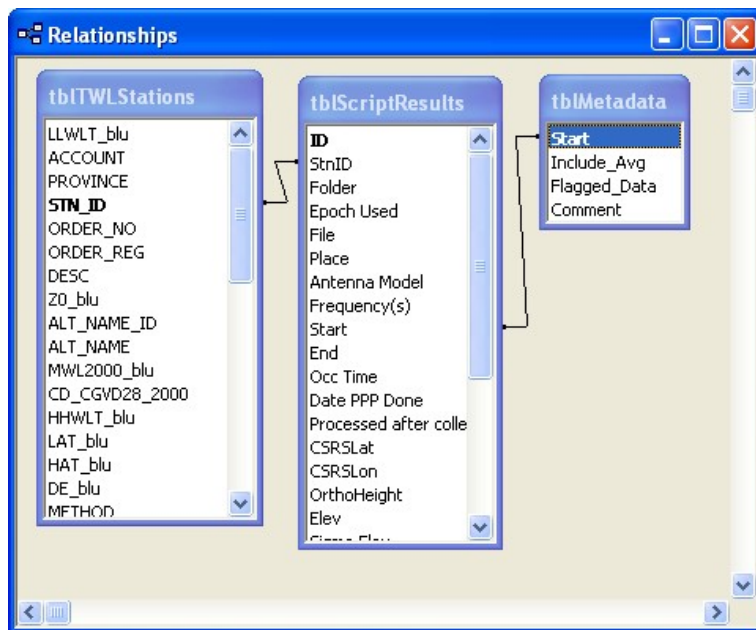 Relationships
tblTWLStations
LLWLT_blu
ACCOUNT
PROVINCE
STN_ID
ORDER_NO
ORDER_REG
DESC
Z0_blu
ALT_NAME_ID
ALT_NAME
MWL2000_blu
CD_CGVD28_2000
HHWLT_blu
LAT_blu
HAT_blu
DE_blu
METHOD
tblScriptResults
ID
StnID
Folder
Epoch Used
File
Place
Antenna Model
Frequency(s)
Start
End
Occ Time
Date PPP Done
Processed after colle
CSRSLat
CSRSLon
OrthoHeight
Elev
Sigma Elev
tblMetadata
Start
Include_Avg
Flagged_Data
Comment